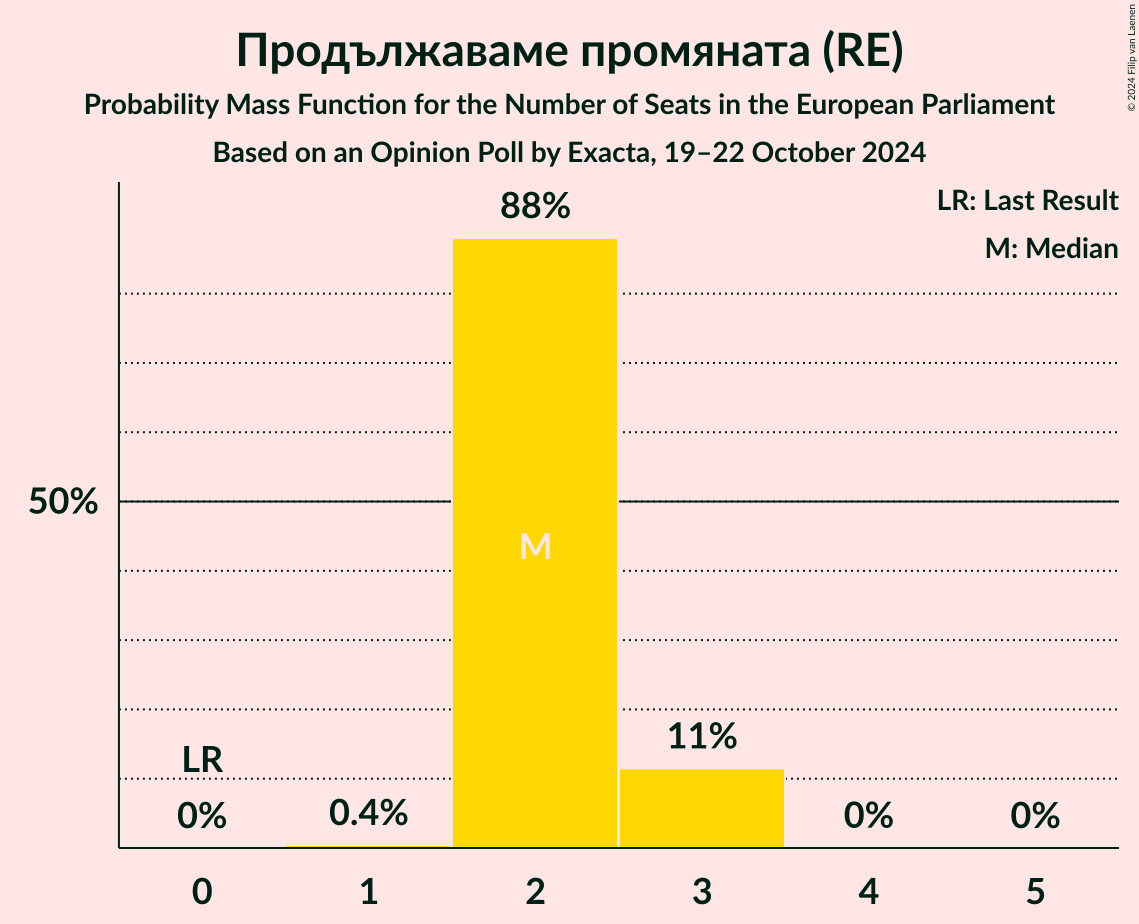 Продължаваме промяната (RE)
Probability Mass Function for the Number of Seats in the European Parliament
Based on an Opinion Poll by Exacta, 19–22 October 2024
© 2024 Filip van Laenen
LR: Last Result
M: Median
88%
50%
M
11%
LR
0%
0.4%
0%
0%
0 1 2 3 4 5